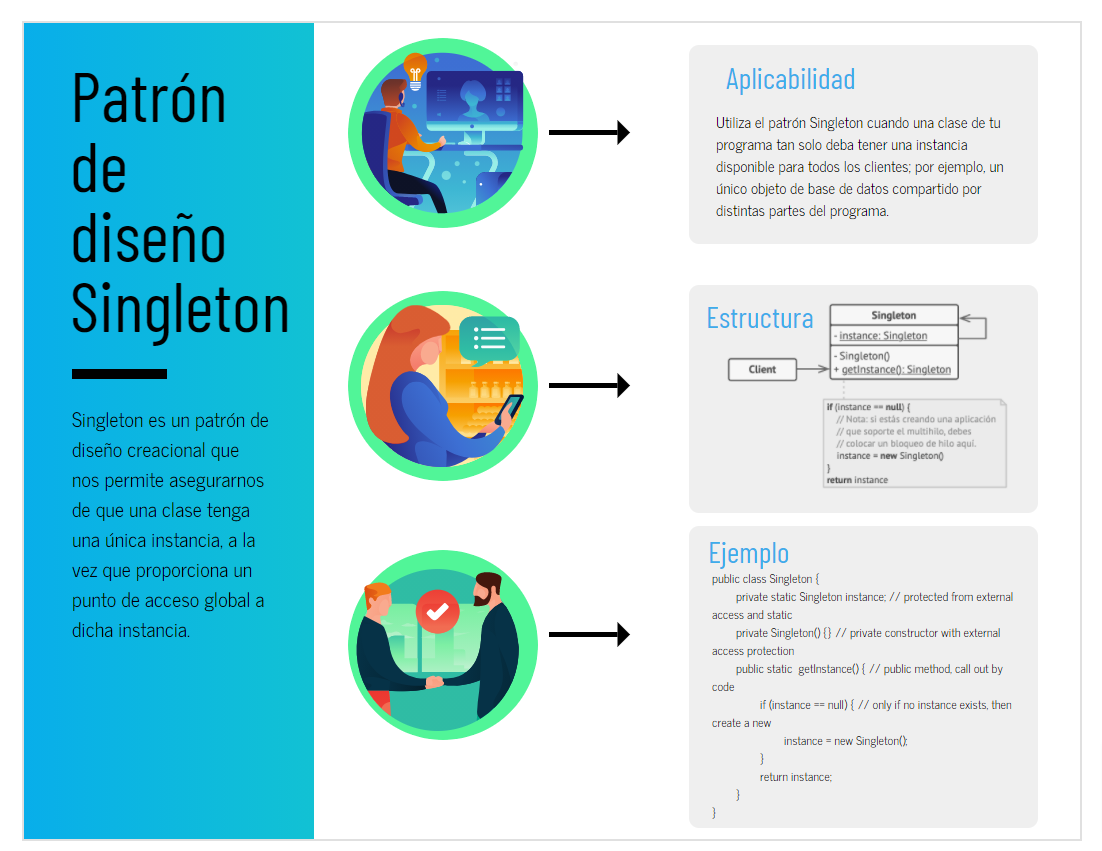 Patrón
de
diseño
Singleton
Singleton es un patrón de
diseño creacional que
nos permite asegurarnos
de que una clase tenga
una única instancia, a la
vez que proporciona un
punto de acceso global a
dicha instancia.
Aplicabilidad
Utiliza el patrón Singleton cuando una clase de tu
programa tan solo deba tener una instancia
disponible para todos los clientes; por ejemplo, un
único objeto de base de datos compartido por
distintas partes del programa.
Estructura
Singleton
- instance: Singleton
- Singleton()
+ getInstance(): Singleton
Client
if (instance == null) {
// Nota: si estás creando una aplicación
// que soporte el multihilo, debes
// colocar un bloqueo de hilo aquí.
instance = new Singleton()
}
return instance
Ejemplo
public class Singleton {
private static Singleton instance; // protected from external
access and static
private Singleton() {} // private constructor with external
access protection
public static  getInstance() { // public method, call out by
code
if (instance == null) { // only if no instance exists, then
create a new
instance = new Singleton();
}
return instance;
}
}